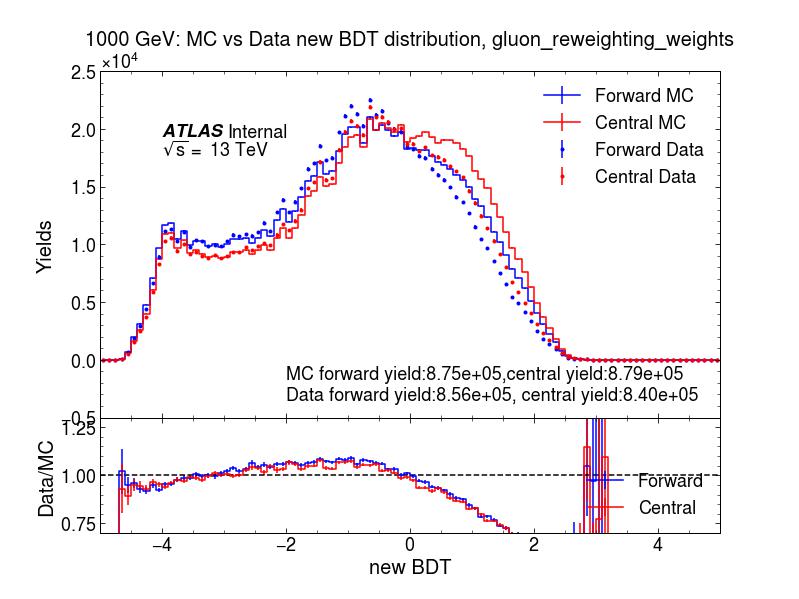 1000 GeV: MC vs Data new BDT distribution, gluon_reweighting_weights
×10⁴
2.5
2.0
1.5
1.0
0.5
0.0
0.5
Yields
ATLAS Internal
√s = 13 TeV
Forward MC
Central MC
Forward Data
Central Data
MC forward yield:8.75e+05,central yield:8.79e+05
Data forward yield:8.56e+05, central yield:8.40e+05
1.25
1.00
0.75
Data/MC
Forward
Central
−4 −2 0 2 4
new BDT